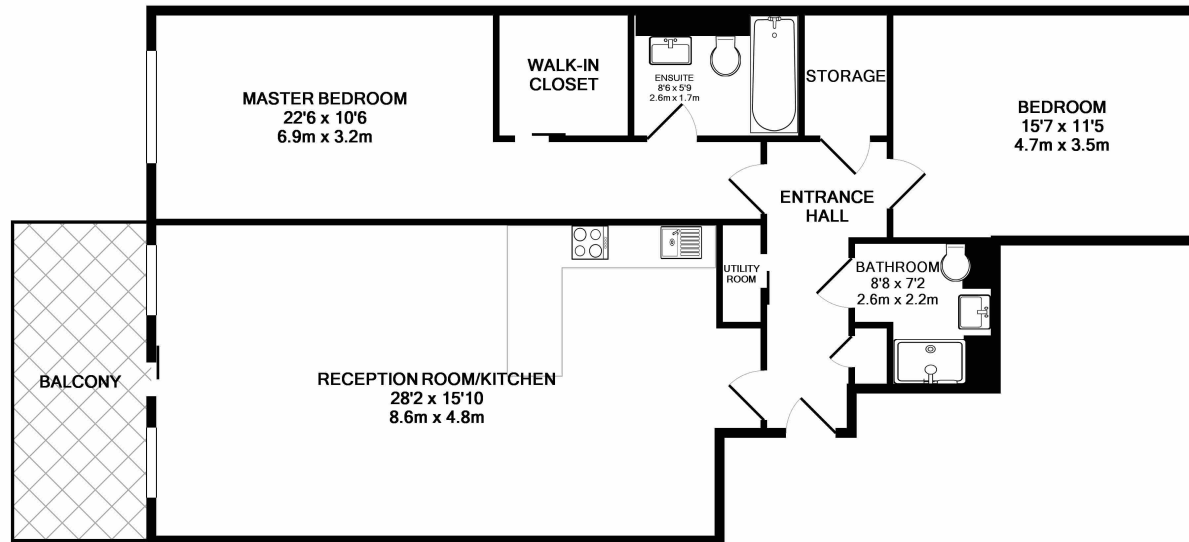 MASTER BEDROOM
22'6 x 10'6
6.9m x 3.2m
WALK-IN
CLOSET
ENSUITE
8'6 x 5'9
2.6m x 1.7m
STORAGE
BEDROOM
15'7 x 11'5
4.7m x 3.5m
ENTRANCE
HALL
UTILITY
ROOM
BATHROOM
8'8 x 7'2
2.6m x 2.2m
BALCONY
RECEPTION ROOM/KITCHEN
28'2 x 15'10
8.6m x 4.8m